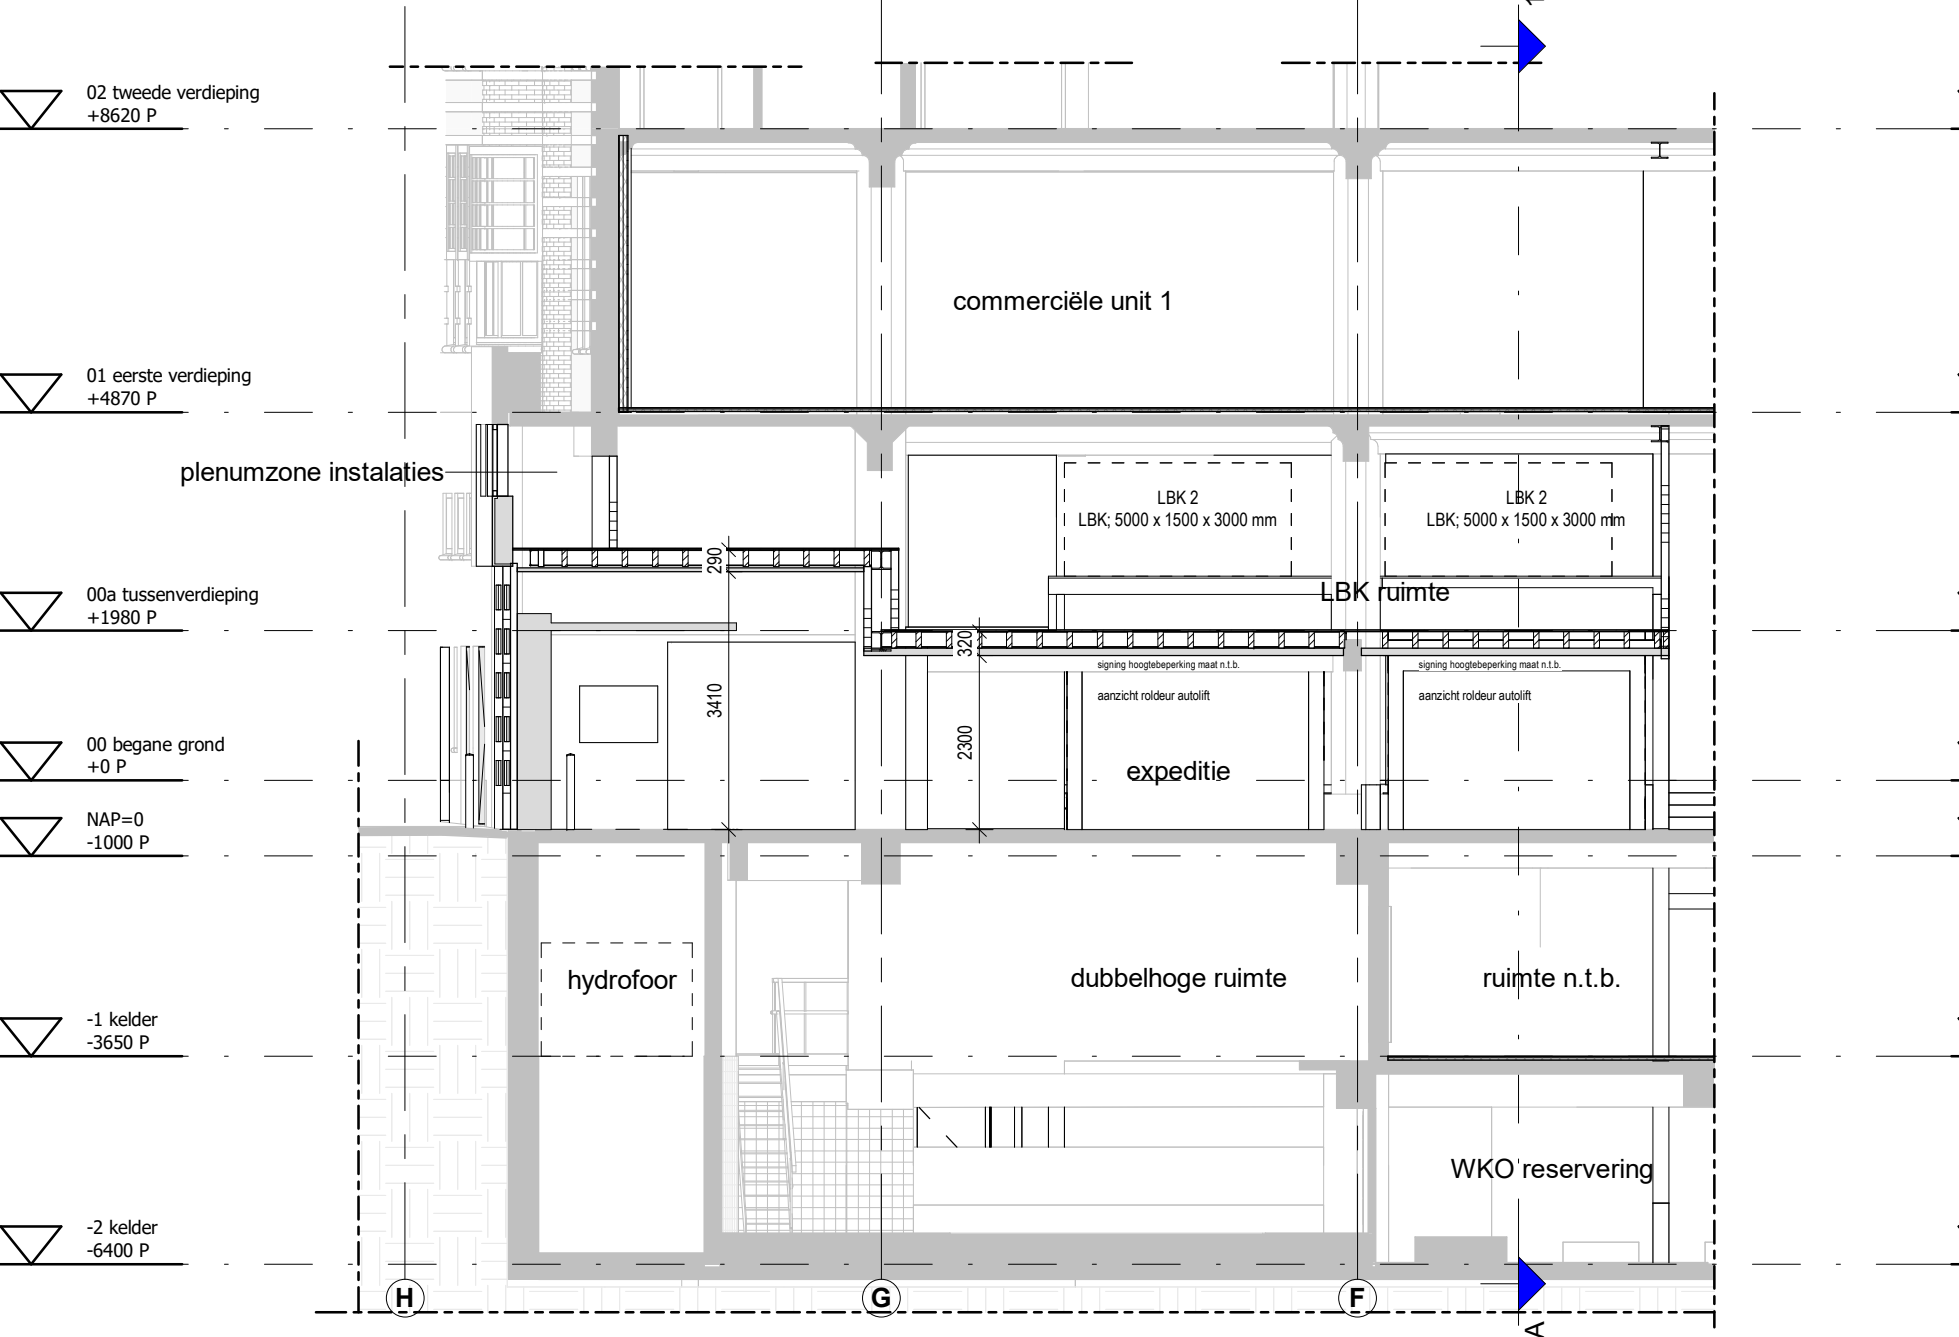 02 tweede verdieping
+8620 P
commerciële unit 1
01 eerste verdieping
+4870 P
plenumzone instalaties
LBK 2
LBK; 5000 x 1500 x 3000 mm
LBK 2
LBK; 5000 x 1500 x 3000 mm
290
LBK ruimte
00a tussenverdieping
+1980 P
320
signing hoogtebeperking maat n.t.b.
signing hoogtebeperking maat n.t.b.
aanzicht roldeur autolift
aanzicht roldeur autolift
3410
2300
00 begane grond
+0 P
expeditie
NAP=0
-1000 P
hydrofoor
dubbelhoge ruimte
ruimte n.t.b.
-1 kelder
-3650 P
WKO reservering
-2 kelder
-6400 P
H
G
F
A